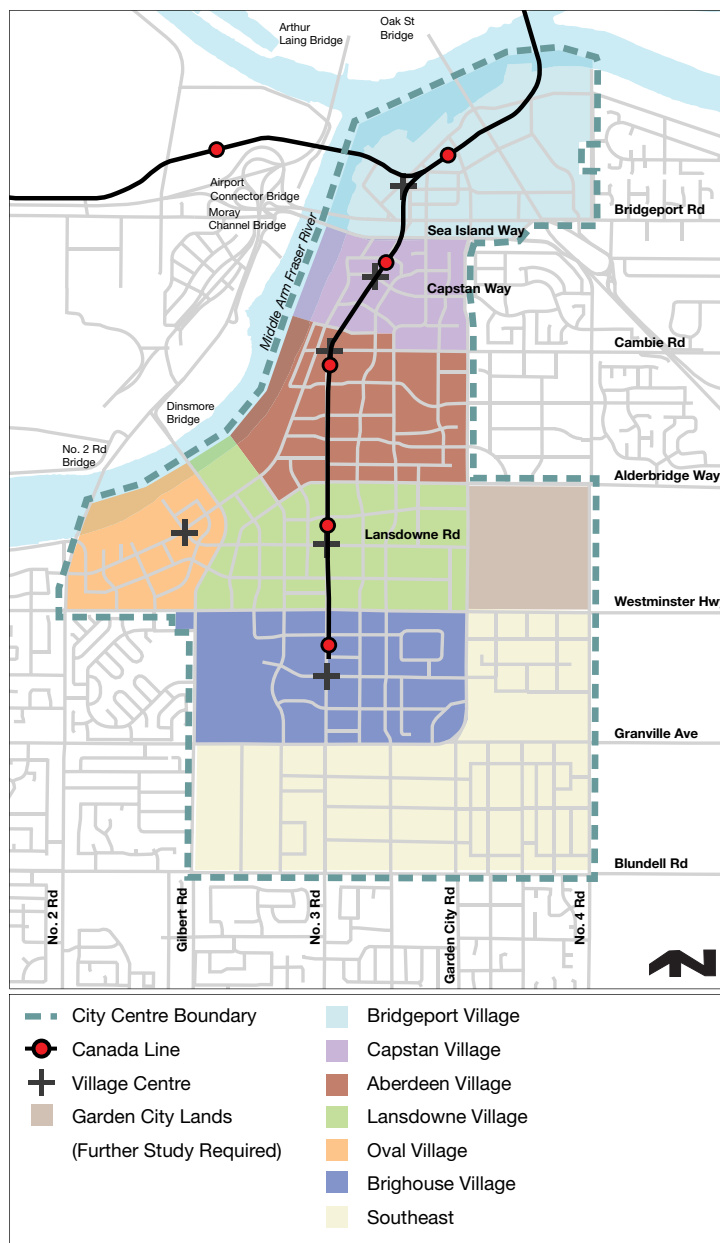 Arthur
Laing Bridge
Oak St
Bridge
Airport
Connector Bridge
Moray
Channel Bridge
Bridgeport Rd
Sea Island Way
Middle Arm Fraser River
Capstan Way
Cambie Rd
Dinsmore
Bridge
No. 2 Rd
Bridge
Alderbridge Way
Lansdowne Rd
Westminster Hwy
Granville Ave
Blundell Rd
No. 2 Rd
Gilbert Rd
No. 3 Rd
Garden City Rd
No. 4 Rd
N
City Centre Boundary
Canada Line
Village Centre
Garden City Lands
(Further Study Required)
Bridgeport Village
Capstan Village
Aberdeen Village
Lansdowne Village
Oval Village
Brighouse Village
Southeast